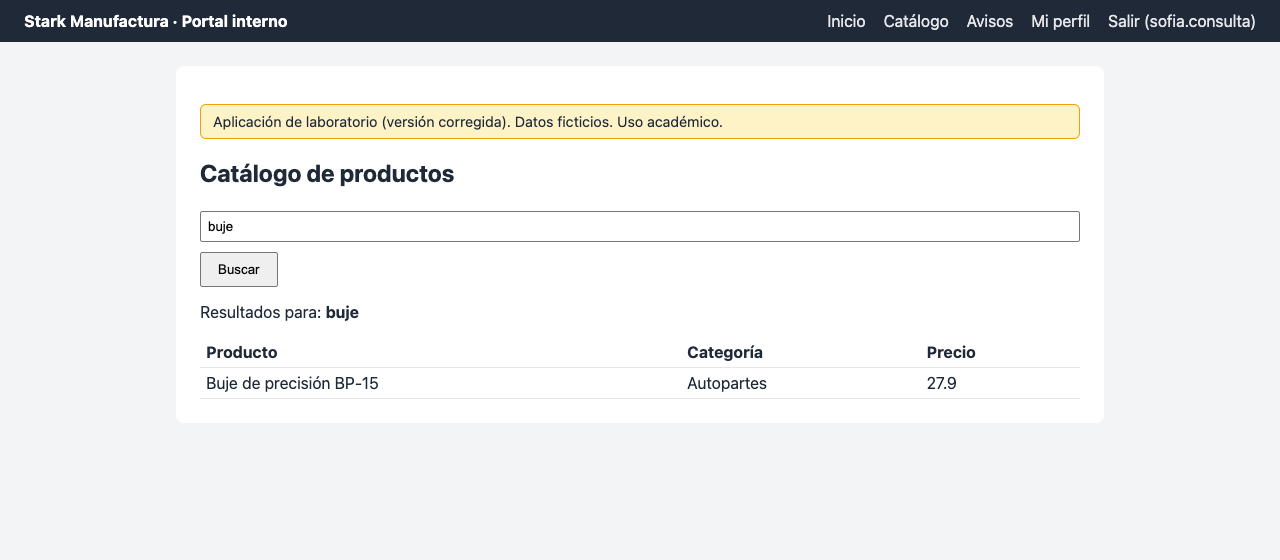 Stark Manufactura · Portal interno
Inicio Catálogo Avisos Mi perfil Salir (sofia.consulta)
Aplicación de laboratorio (versión corregida). Datos ficticios. Uso académico.
Catálogo de productos
buje
Buscar
Resultados para: buje
Producto Categoría Precio
Buje de precisión BP-15 Autopartes 27.9